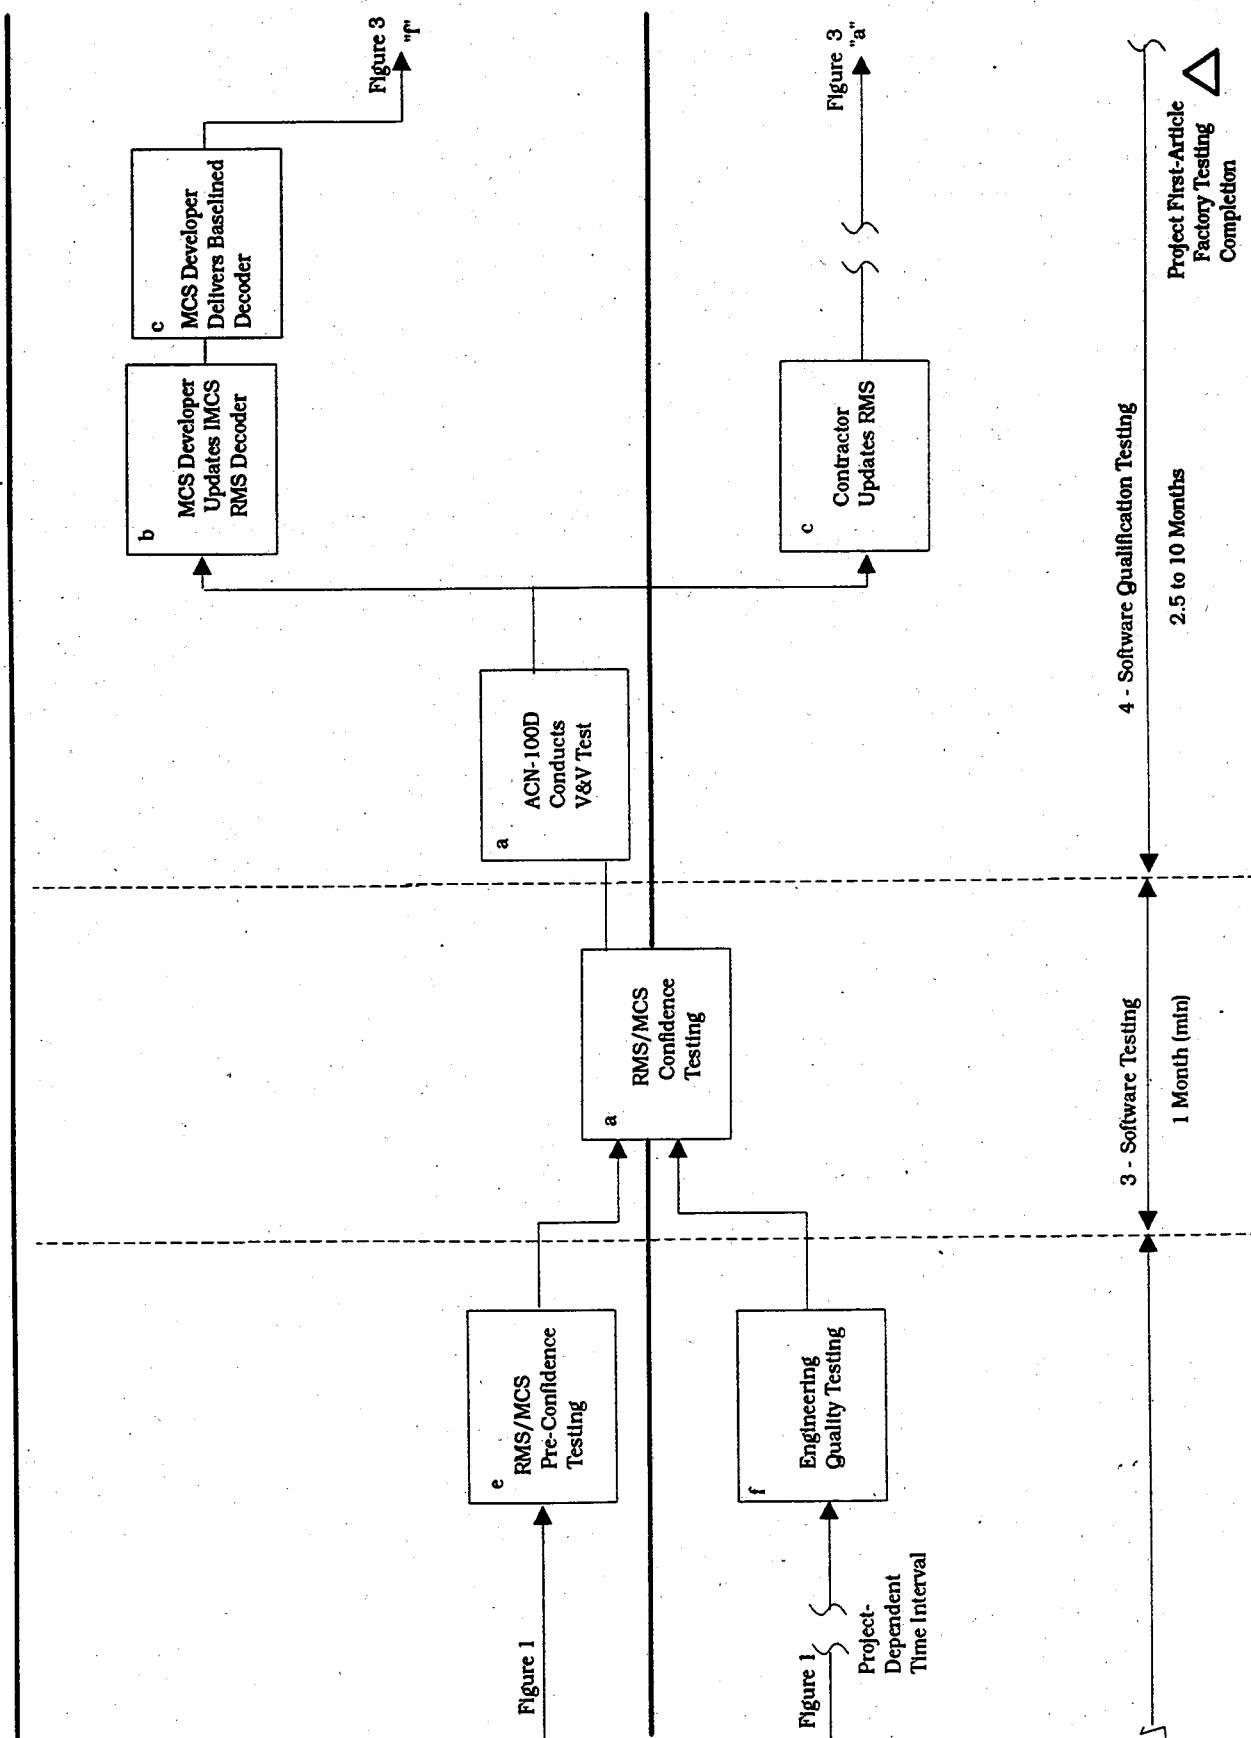 Figure 1
e
RMS/MCS
Pre-Confidence
Testing
Figure 1
Project-
Dependent
Time Interval
f
Engineering
Quality Testing
a
RMS/MCS
Confidence
Testing
a
ACN-100D
Conducts
V&V Test
b
MCS Developer
Updates IMCS
RMS Decoder
c
MCS Developer
Delivers Baselined
Decoder
Figure 3
"f"
c
Contractor
Updates RMS
Figure 3
"a"
3 - Software Testing
1 Month (min)
4 - Software Qualification Testing
2.5 to 10 Months
Project First-Article
Factory Testing
Completion